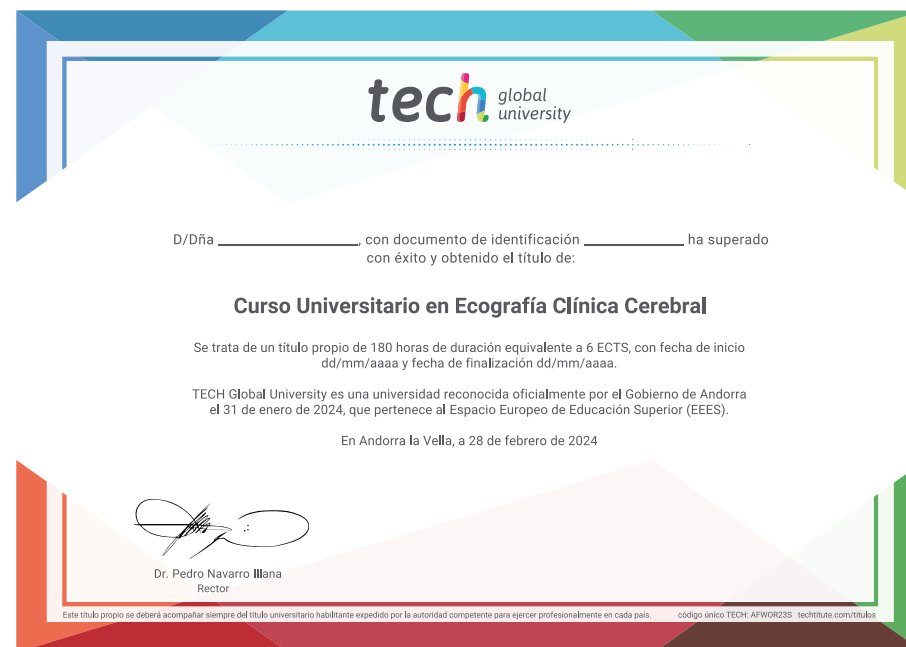 tech global university
D/Dña ____________________, con documento de identificación ______________ ha superado
con éxito y obtenido el título de:
Curso Universitario en Ecografía Clínica Cerebral
Se trata de un título propio de 180 horas de duración equivalente a 6 ECTS, con fecha de inicio
dd/mm/aaaa y fecha de finalización dd/mm/aaaa.
TECH Global University es una universidad reconocida oficialmente por el Gobierno de Andorra
el 31 de enero de 2024, que pertenece al Espacio Europeo de Educación Superior (EEES).
En Andorra la Vella, a 28 de febrero de 2024
Dr. Pedro Navarro Illana
Rector
Este título propio se deberá acompañar siempre del título universitario habilitante expedido por la autoridad competente para ejercer profesionalmente en cada país. código único TECH: AFWOR23S techtitute.com/titulos